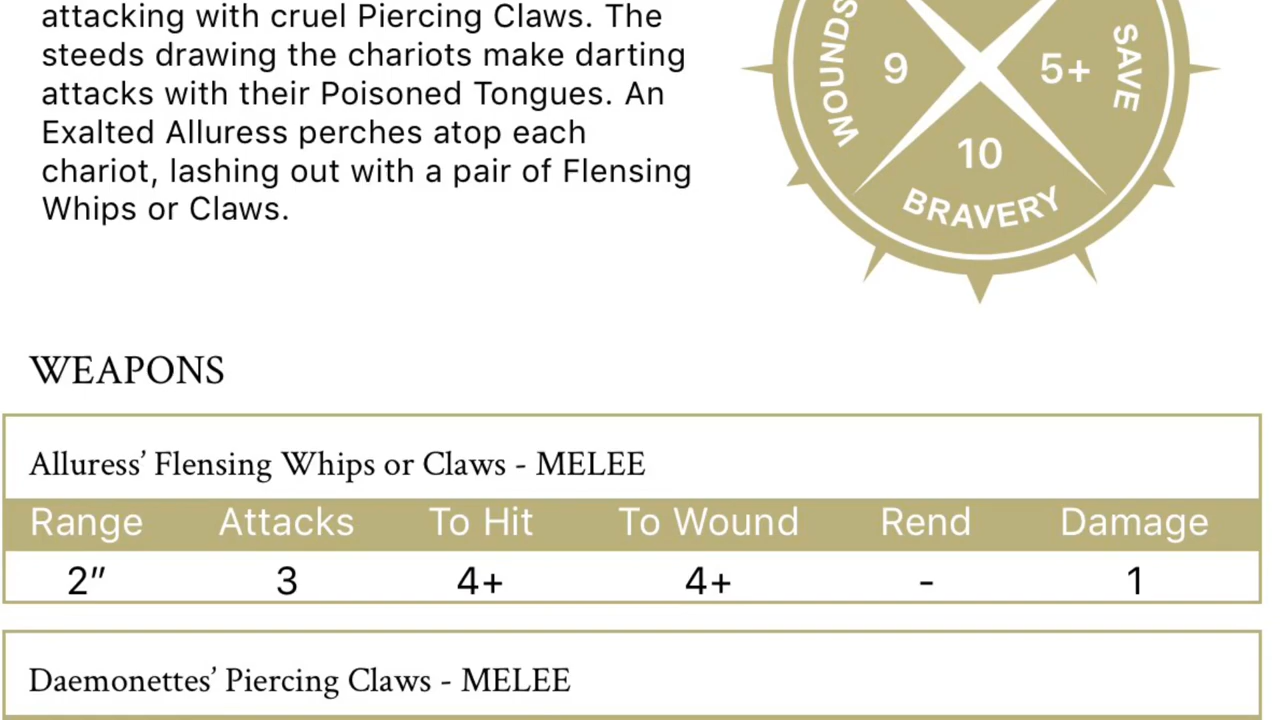 attacking with cruel Piercing Claws. The
steeds drawing the chariots make darting
attacks with their Poisoned Tongues. An
Exalted Alluress perches atop each
chariot, lashing out with a pair of Flensing
Whips or Claws.
WOUNDS
9
5+
SAVE
10
BRAVERY
WEAPONS
Alluress’ Flensing Whips or Claws - MELEE
Range Attacks To Hit To Wound Rend Damage
2” 3 4+ 4+ - 1
Daemonettes’ Piercing Claws - MELEE